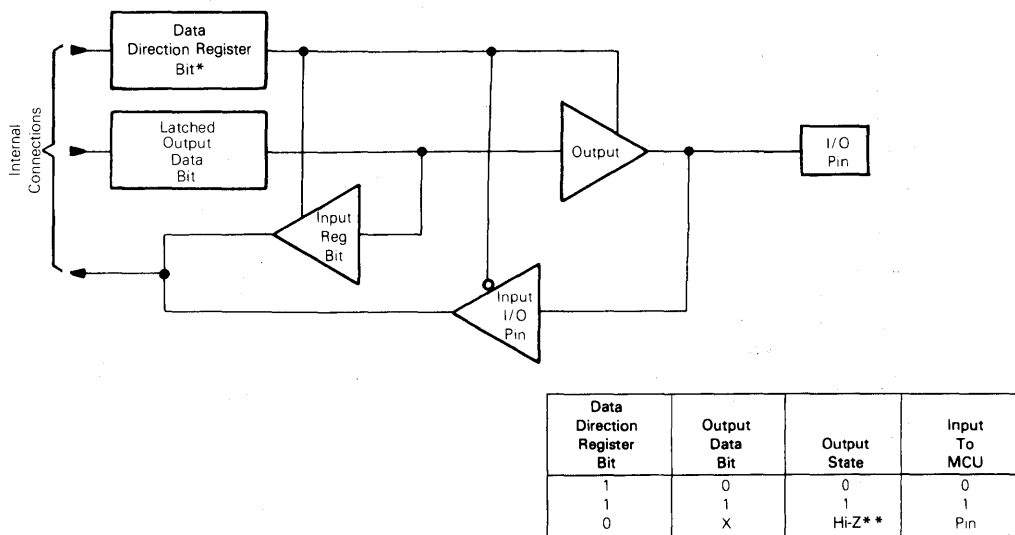 Data
Direction Register
Bit*
Latched
Output
Data
Bit
Internal
Connections
Input
Reg
Bit
Output
I/O
Pin
Input
I/O
Pin
Data
Direction
Register
Bit
Output
Data
Bit
Output
State
Input
To
MCU
1 0 0 0
1 1 1 1
0 X Hi-Z** Pin